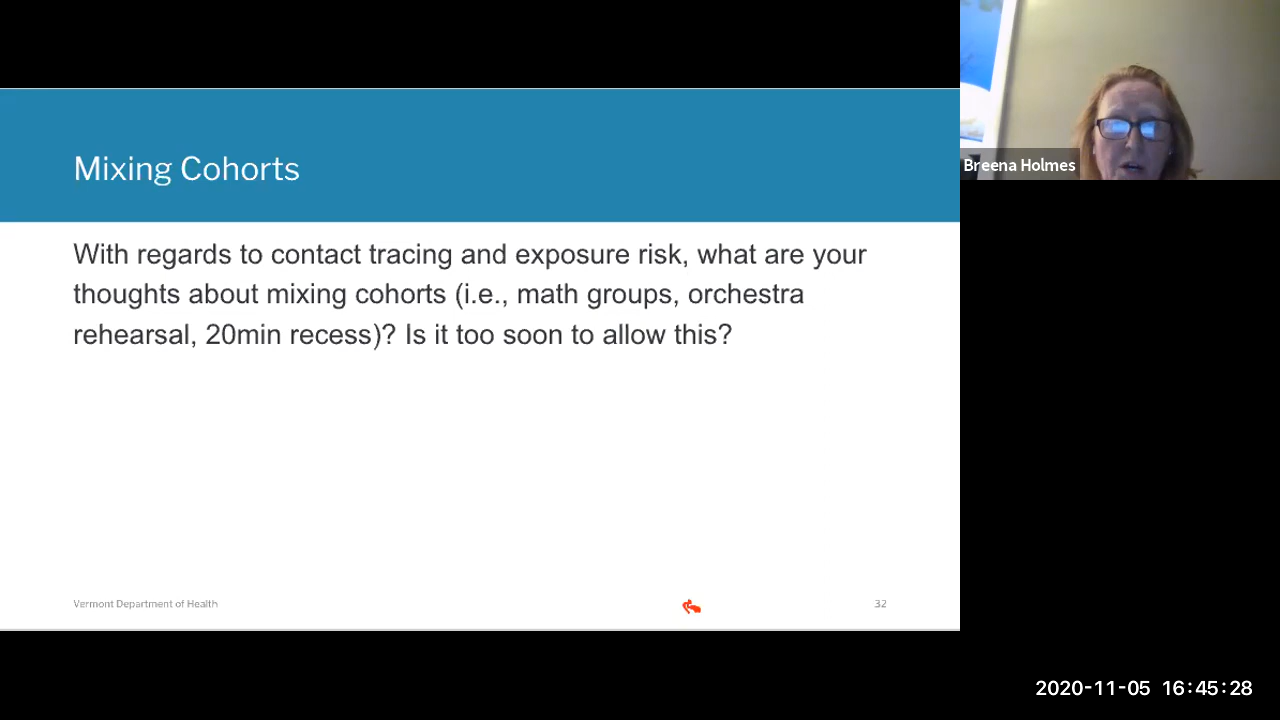 Mixing Cohorts
With regards to contact tracing and exposure risk, what are your
thoughts about mixing cohorts (i.e., math groups, orchestra
rehearsal, 20min recess)? Is it too soon to allow this?
Vermont Department of Health
32
Breena Holmes
2020-11-05 16:45:28